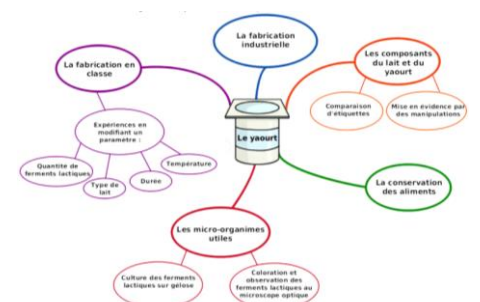 La fabrication
industrielle
La fabrication en
classe
Les composants
du lait et du
yaourt
Comparaison
d'étiquettes
Mise en évidence par
des manipulations
Le yaourt
Expériences en
modifiant un
paramètre :
Quantité de
ferments lactiques
Type de
lait
Durée
Température
La conservation
des aliments
Les micro-organimes
utiles
Culture des ferments
lactiques sur gélose
Coloration et
observation des
ferments lactiques au
microscope optique